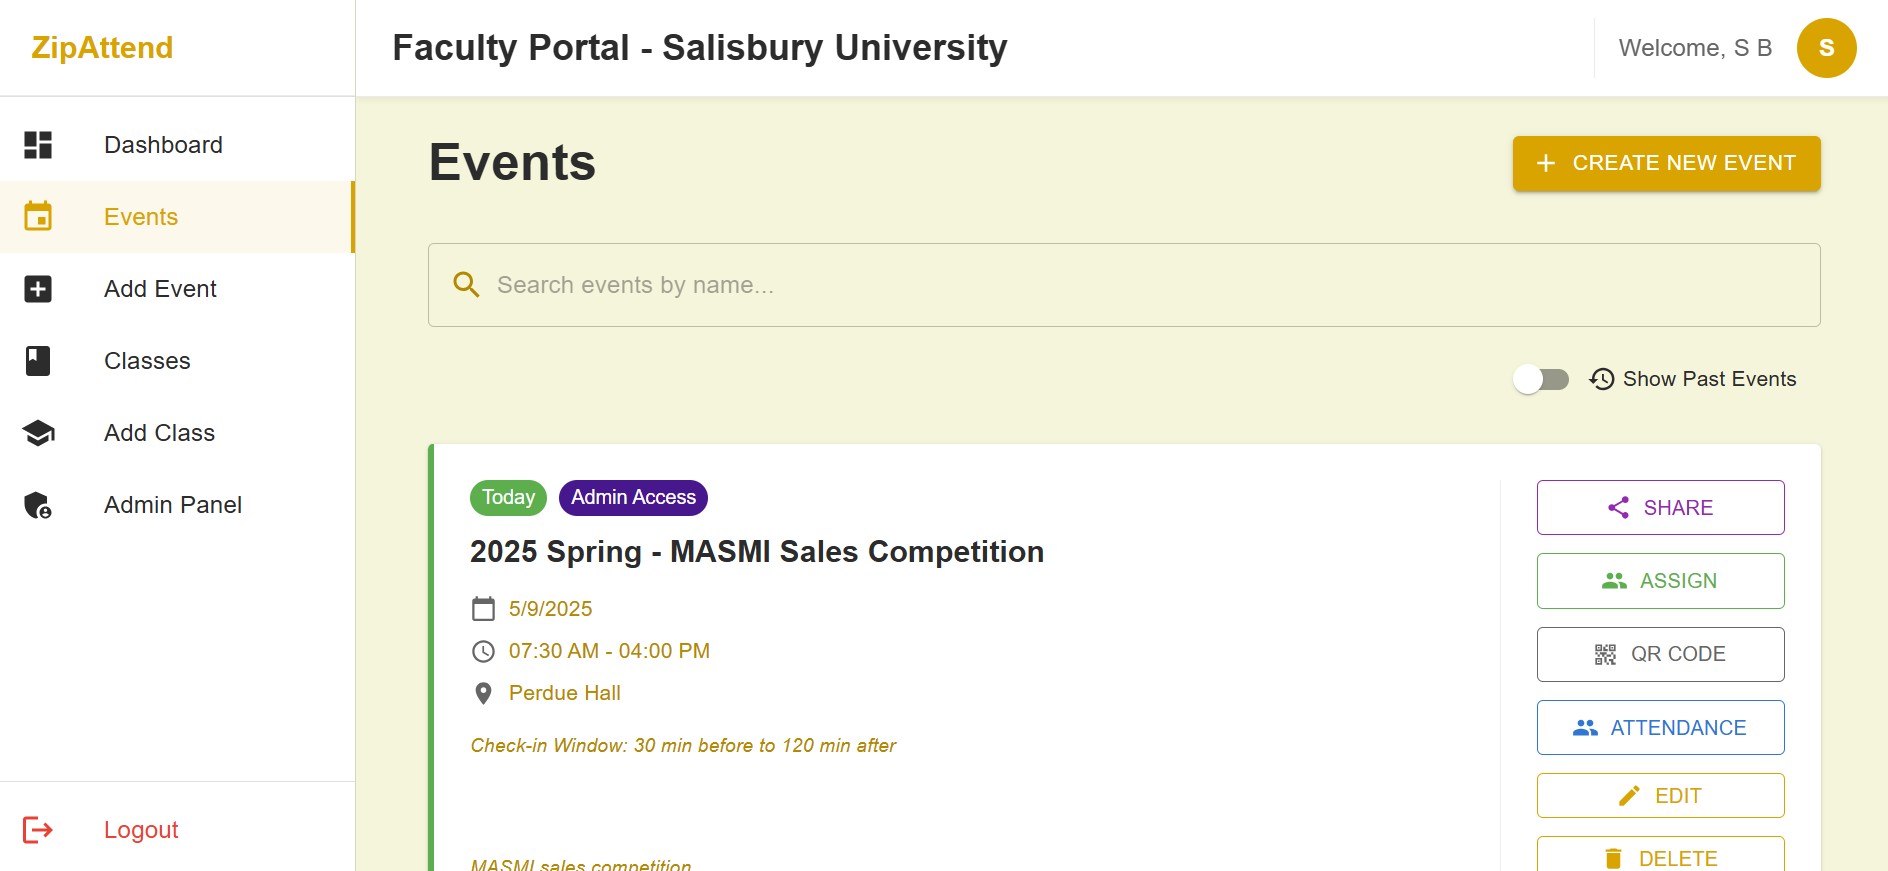 ZipAttend
Faculty Portal - Salisbury University
Welcome, S B
S
Dashboard
Events
Add Event
Classes
Add Class
Admin Panel
Logout
Events
CREATE NEW EVENT
Search events by name...
Show Past Events
Today
Admin Access
2025 Spring - MASMI Sales Competition
5/9/2025
07:30 AM - 04:00 PM
Perdue Hall
Check-in Window: 30 min before to 120 min after
MASMI sales competition
SHARE
ASSIGN
QR CODE
ATTENDANCE
EDIT
DELETE